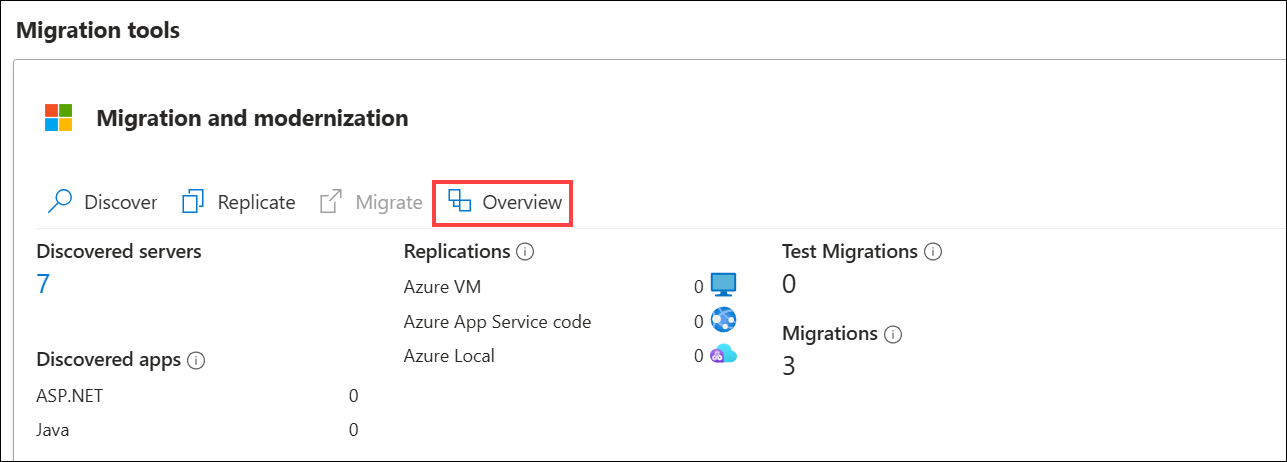 Migration tools
Migration and modernization
Discover Replicate Migrate Overview
Discovered servers
7
Discovered apps
ASP.NET 0
Java 0
Replications
Azure VM 0
Azure App Service code 0
Azure Local 0
Test Migrations
0
Migrations
3